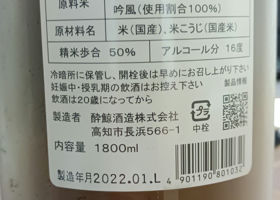 原料米 吟風(使用割合100%)
原材料名 米(国産)、米こうじ(国産米)
精米歩合 50% アルコール分 16度
冷暗所に保管し、開栓後は早めにお召し上がり下さい
妊娠中・授乳期の飲酒はお控え下さい
飲酒は20歳になってから
製造者 酔鯨酒造株式会社
高知市長浜566-1
内容量 1800ml
製品情報
プラ
中栓
製造年月2022.01.L
4 901190 801032